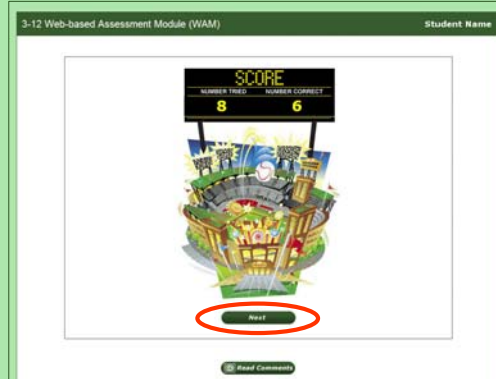 3-12 Web-based Assessment Module (WAM) Student Name
SCORE
NUMBER TRIED NUMBER CORRECT
8 6
Next
Read Comments